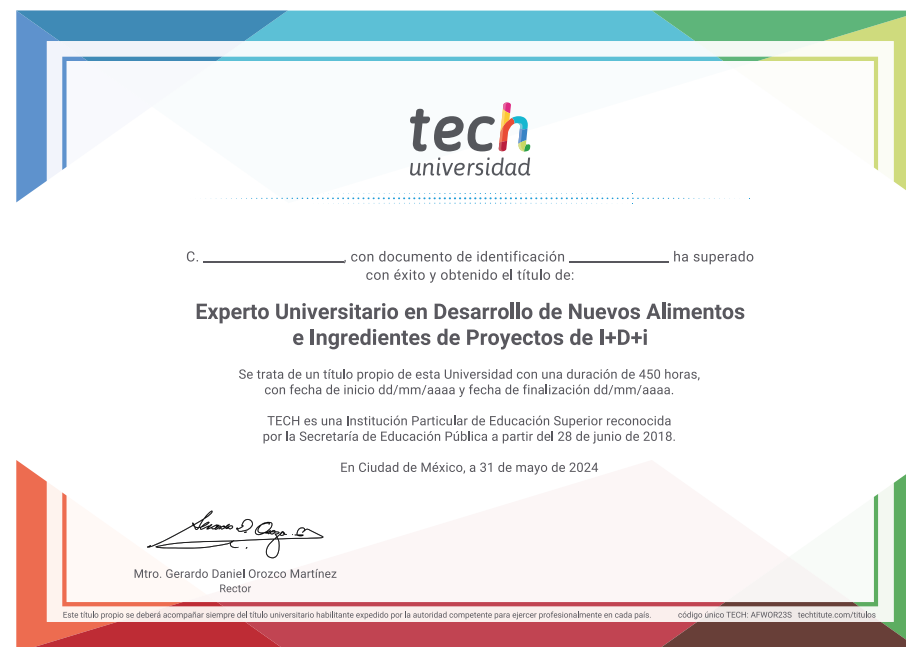 tech
universidad
C. ____________, con documento de identificación ____________ ha superado
con éxito y obtenido el título de:
Experto Universitario en Desarrollo de Nuevos Alimentos
e Ingredientes de Proyectos de I+D+i
Se trata de un título propio de esta Universidad con una duración de 450 horas,
con fecha de inicio dd/mm/aaaa y fecha de finalización dd/mm/aaaa.
TECH es una Institución Particular de Educación Superior reconocida
por la Secretaría de Educación Pública a partir del 28 de junio de 2018.
En Ciudad de México, a 31 de mayo de 2024
Mtro. Gerardo Daniel Orozco Martínez
Rector
Este título propio se deberá acompañar siempre del título universitario habilitante expedido por la autoridad competente para ejercer profesionalmente en cada país. código único TECH: AFWOR23S techtitute.com/titulos